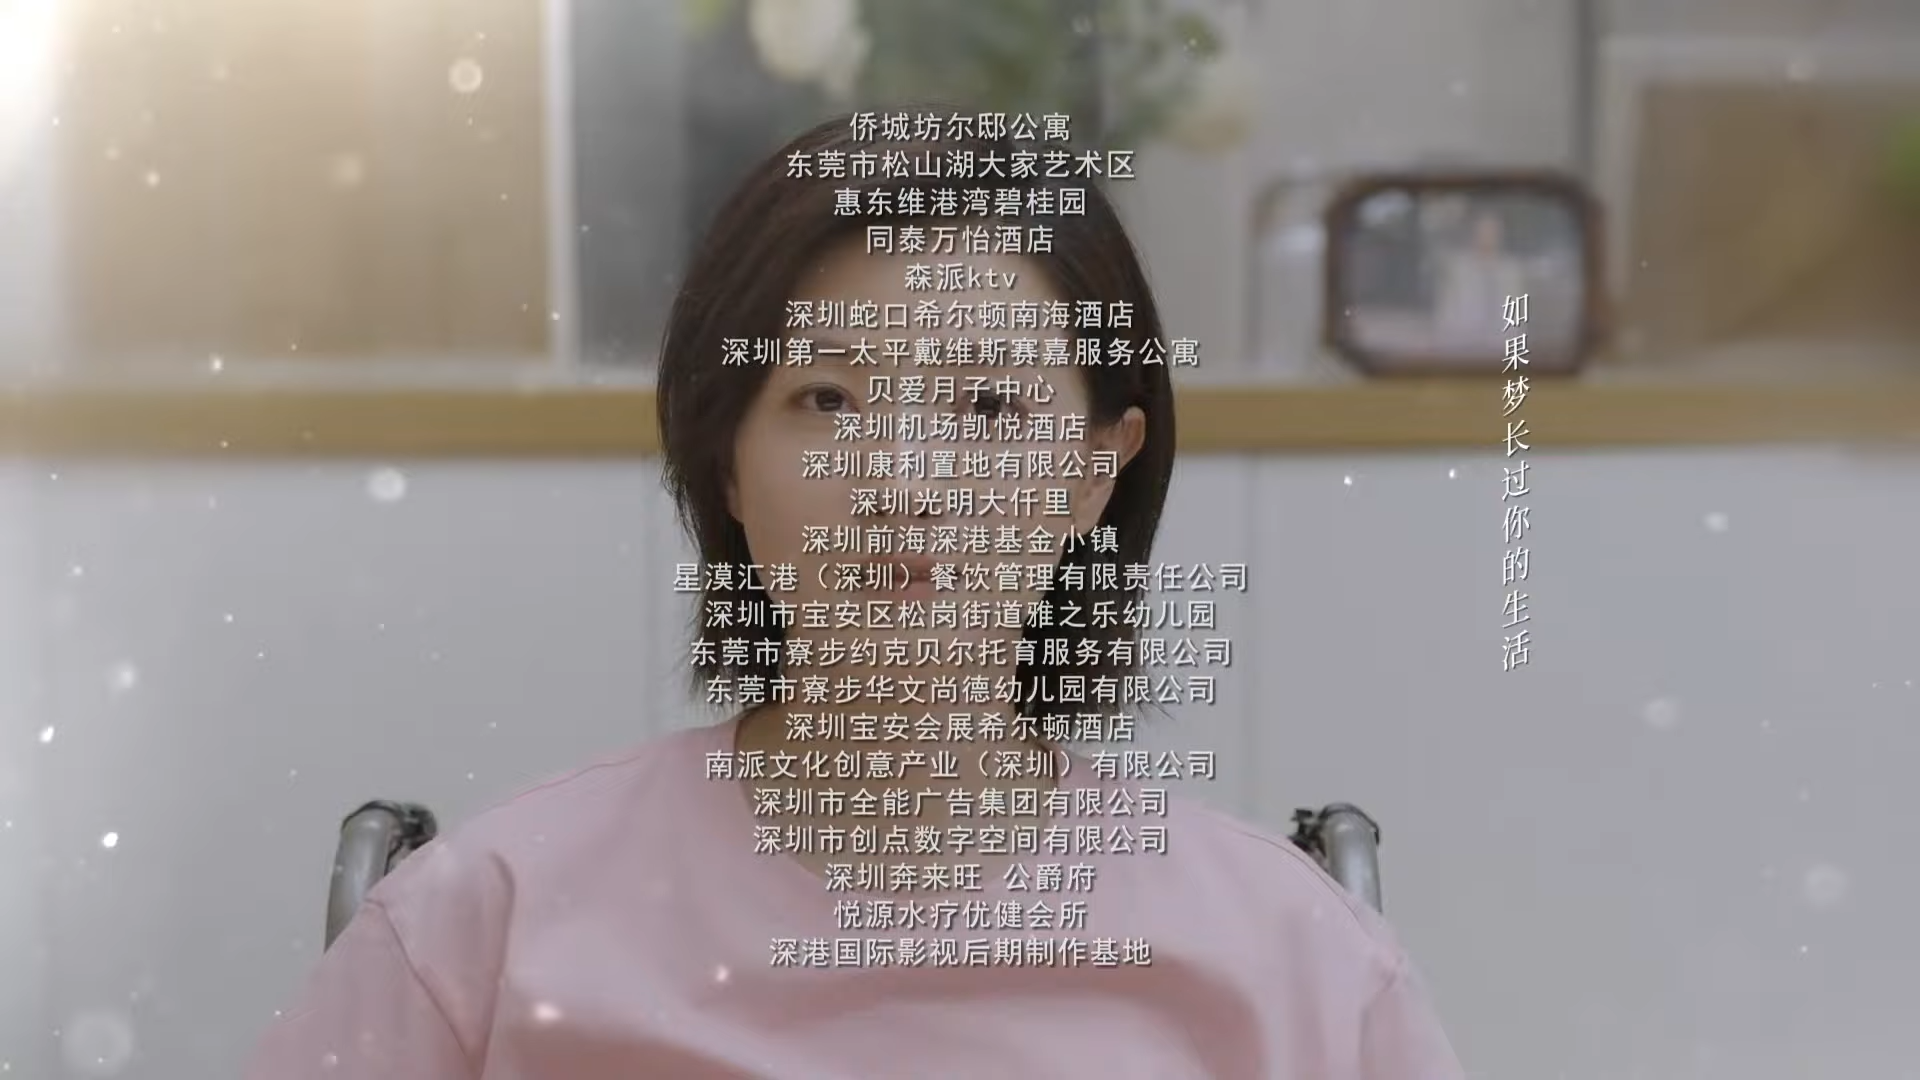 侨城坊尔邸公寓
东莞市松山湖大家艺术区
惠东维港湾碧桂园
同泰万怡酒店
森派ktv
深圳蛇口希尔顿南海酒店
深圳第一太平戴维斯赛嘉服务公寓
贝爱月子中心
深圳机场凯悦酒店
深圳康利置地有限公司
深圳光明大仟里
深圳前海深港基金小镇
星漠汇港（深圳）餐饮管理有限责任公司
深圳市宝安区松岗街道雅之乐幼儿园
东莞市寮步约克贝尔托育服务有限公司
东莞市寮步华文尚德幼儿园有限公司
深圳宝安会展希尔顿酒店
南派文化创意产业（深圳）有限公司
深圳市全能广告集团有限公司
深圳市创点数字空间有限公司
深圳奔来旺 公爵府
悦源水疗优健会所
深港国际影视后期制作基地
如果梦长过你的生活